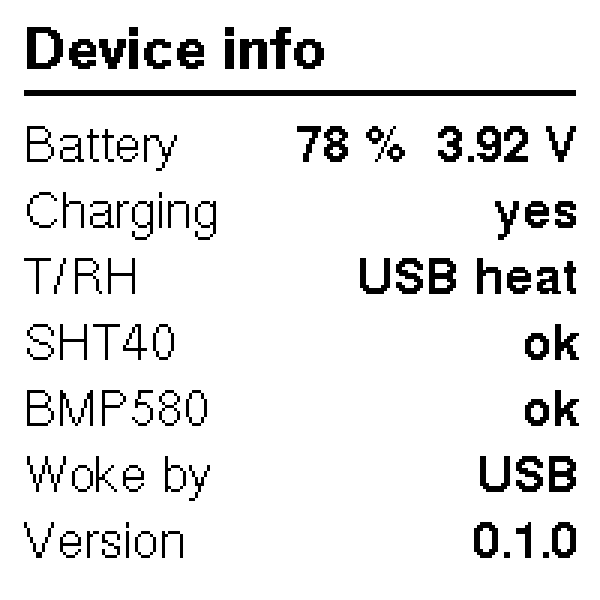 Device info
Battery 78 % 3.92 V
Charging yes
T/RH USB heat
SHT40 ok
BMP580 ok
Woke by USB
Version 0.1.0